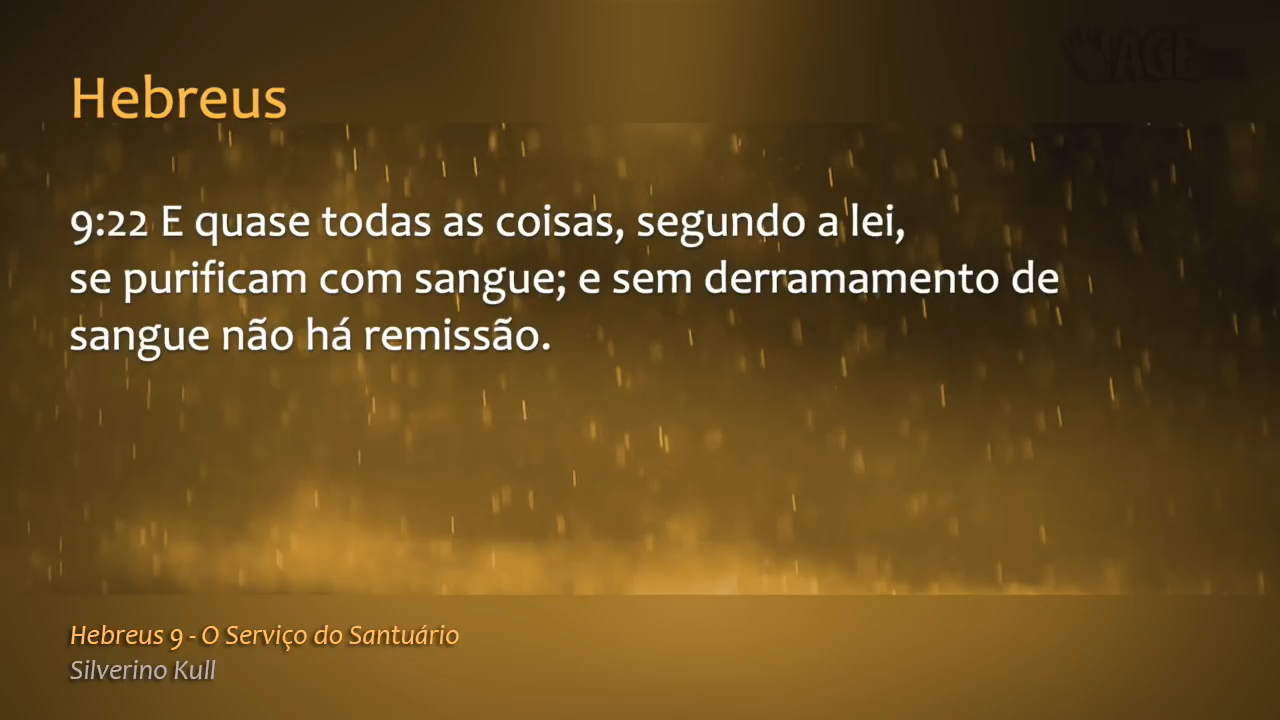 Hebreus
9:22 E quase todas as coisas, segundo a lei,
se purificam com sangue; e sem derramamento de
sangue não há remissão.
Hebreus 9 - O Serviço do Santuário
Silverino Kull